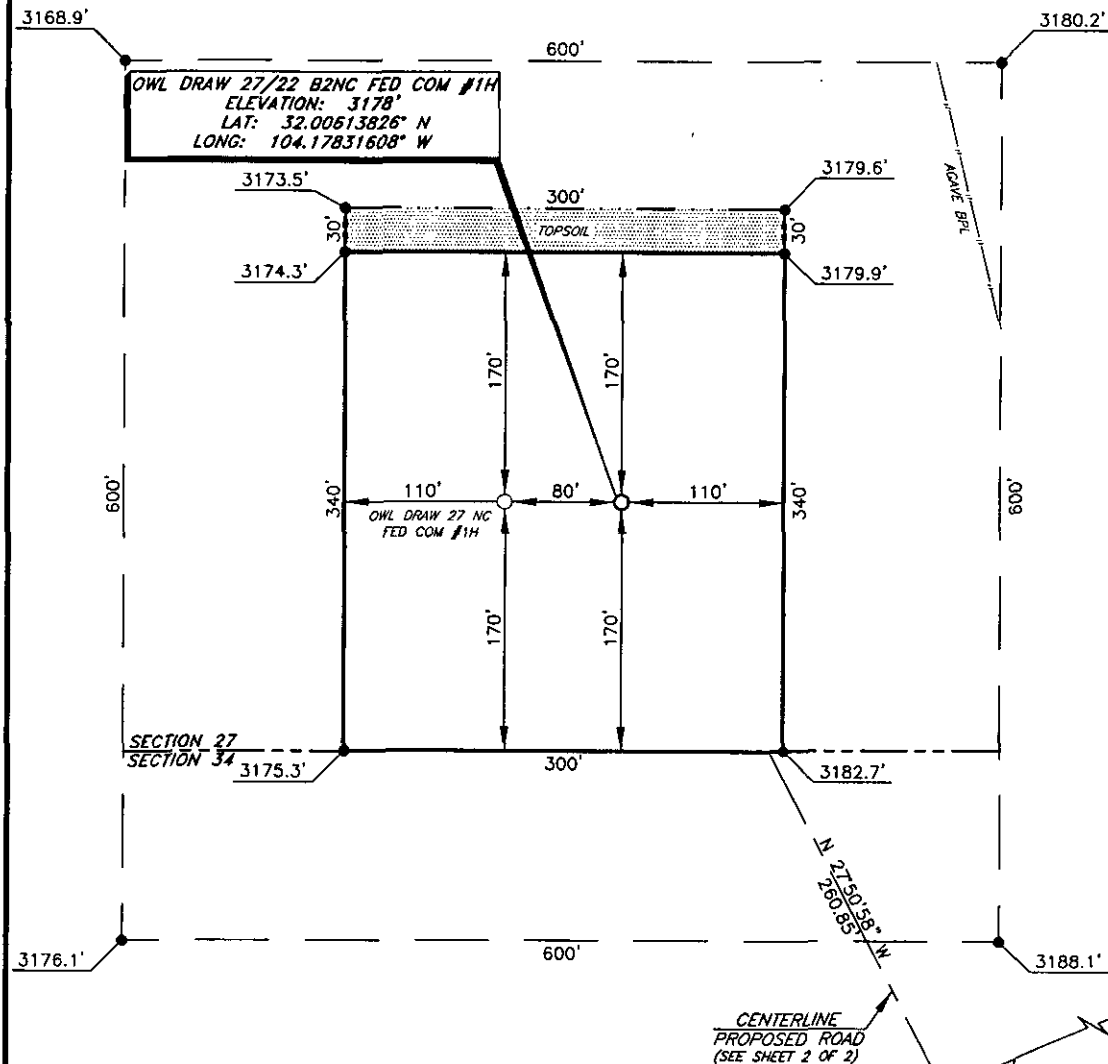 3168.9'
3180.2'
600'
OWL DRAW 27/22 B2NC FED COM #1H
ELEVATION: 3178'
LAT: 32.00613826° N
LONG: 104.17831608° W
AGAVE BPL
3173.5'
300'
3179.6'
30'
TOPSOIL
30'
3174.3'
3179.9'
170'
170'
600'
340'
110'
80'
110'
340'
600'
OWL DRAW 27 NC
FED COM #1H
170'
170'
SECTION 27
SECTION 34
3175.3'
300'
3182.7'
N 27°50'58" W
260.85'
3176.1'
600'
3188.1'
CENTERLINE
PROPOSED ROAD
(SEE SHEET 2 OF 2)